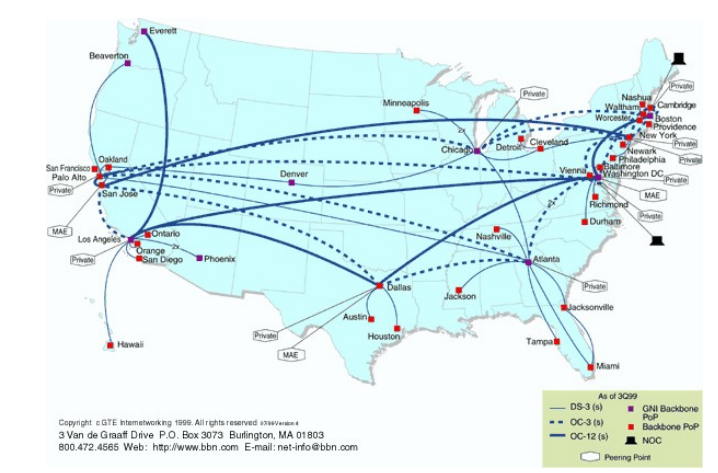 Everett
Beaverton
Minneapolis
Private
Nashua
Private
Waltham
Cambridge
Worcester
Boston
Providence
2x
Chicago
Detroit
Cleveland
New York
Private
Newark
Private
Philadelphia
San Francisco
Oakland
Palo Alto
Private
San Jose
Denver
Vienna
Baltimore
Washington DC
Private
MAE
Richmond
Private
2x
Durham
MAE
Los Angeles
Ontario
Orange
2x
San Diego
Phoenix
Private
Nashville
Atlanta
Private
Dallas
Jackson
Jacksonville
Austin
Houston
Private
MAE
Hawaii
Tampa
Miami
As of 3Q99
DS-3 (s)
GNI Backbone
PoP
OC-3 (s)
Backbone PoP
OC-12 (s)
NOC
Peering Point
Copyright c GTE Internetworking 1999. All rights reserved
3 Van de Graaff Drive P.O. Box 3073 Burlington, MA 01803
800.472.4565 Web: http://www.bbn.com E-mail: net-info@bbn.com